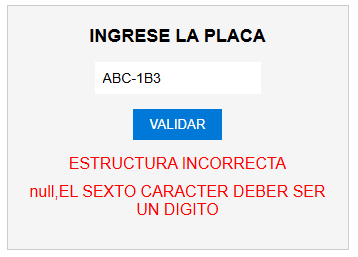 INGRESE LA PLACA
ABC-1B3
VALIDAR
ESTRUCTURA INCORRECTA
null,EL SEXTO CARACTER DEBER SER
UN DIGITO